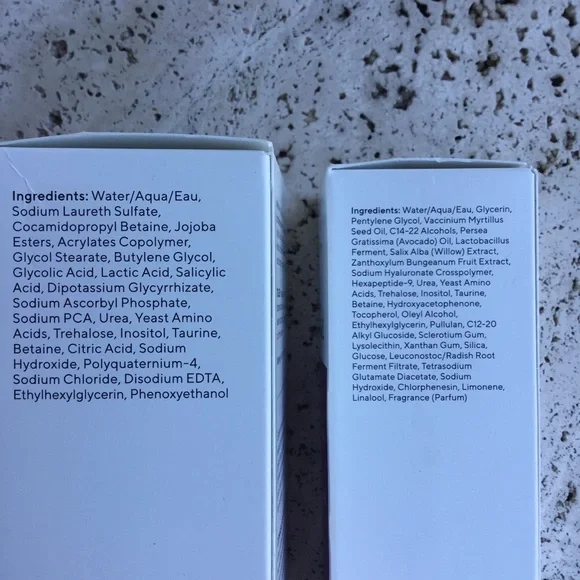 Ingredients: Water/Aqua/Eau,
Sodium Laureth Sulfate,
Cocamidopropyl Betaine, Jojoba
Esters, Acrylates Copolymer,
Glycol Stearate, Butylene Glycol,
Glycolic Acid, Lactic Acid, Salicylic
Acid, Dipotassium Glycyrrhizate,
Sodium Ascorbyl Phosphate,
Sodium PCA, Urea, Yeast Amino
Acids, Trehalose, Inositol, Taurine,
Betaine, Citric Acid, Sodium
Hydroxide, Polyquaternium-4,
Sodium Chloride, Disodium EDTA,
Ethylhexylglycerin, Phenoxyethanol
Ingredients: Water/Aqua/Eau, Glycerin,
Pentylene Glycol, Vaccinium Myrtillus
Seed Oil, C14-22 Alcohols, Persea
Gratissima (Avocado) Oil, Lactobacillus
Ferment, Salix Alba (Willow) Extract,
Zanthoxylum Bungeanum Fruit Extract,
Sodium Hyaluronate Crosspolymer,
Hexapeptide-9, Urea, Yeast Amino
Acids, Trehalose, Inositol, Taurine,
Betaine, Hydroxyacetophenone,
Tocopherol, Oleyl Alcohol,
Ethylhexylglycerin, Pullulan, C12-20
Alkyl Glucoside, Sclerotium Gum,
Lysolecithin, Xanthan Gum, Silica,
Glucose, Leuconostoc/Radish Root
Ferment Filtrate, Tetrasodium
Glutamate Diacetate, Sodium
Hydroxide, Chlorphenesin, Limonene,
Linalool, Fragrance (Parfum)